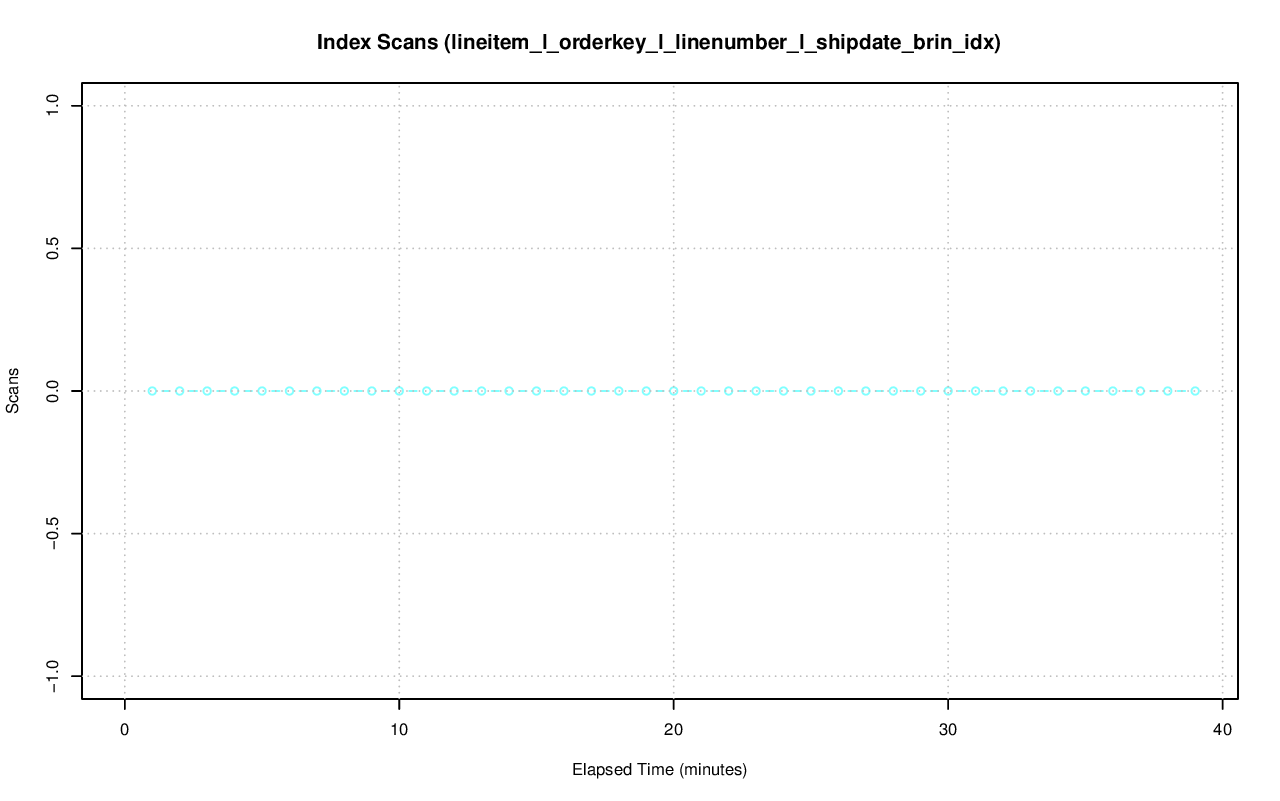 Index Scans (lineitem_l_orderkey_l_linenumber_l_shipdate_brin_idx)
1.0
0.5
0.0
−0.5
−1.0
Scans
0 10 20 30 40
Elapsed Time (minutes)